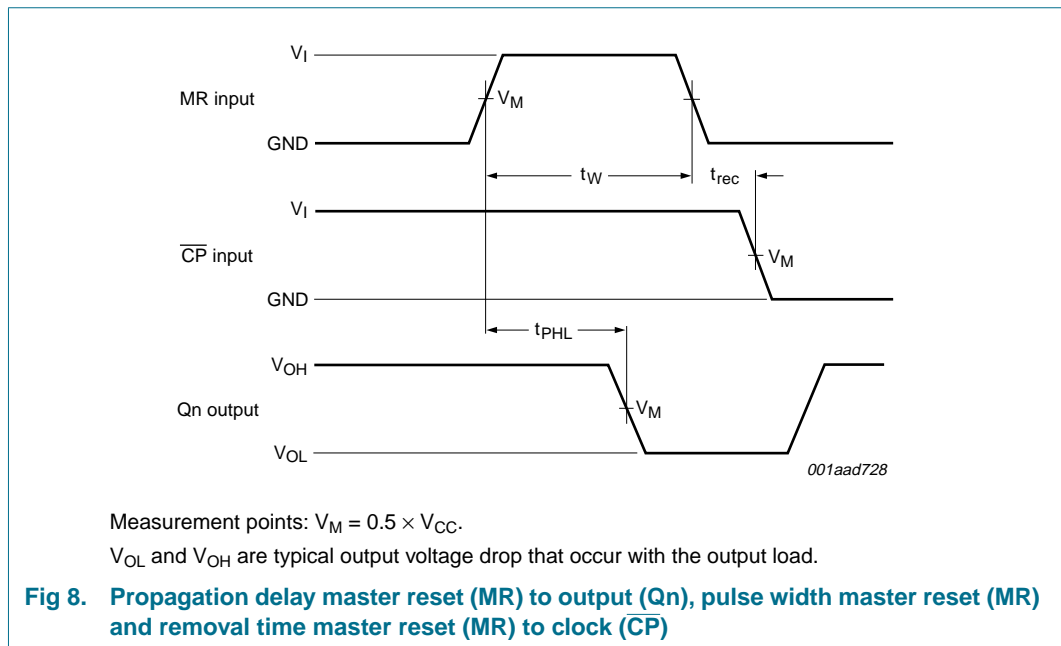 V_I
MR input
V_M
GND
t_W
t_rec
V_I
C̅P̅ input
V_M
GND
t_PHL
V_OH
Qn output
V_M
V_OL
001aad728
Measurement points: V_M = 0.5 × V_CC.
V_OL and V_OH are typical output voltage drop that occur with the output load.
Fig 8. Propagation delay master reset (MR) to output (Qn), pulse width master reset (MR)
and removal time master reset (MR) to clock (C̅P̅)